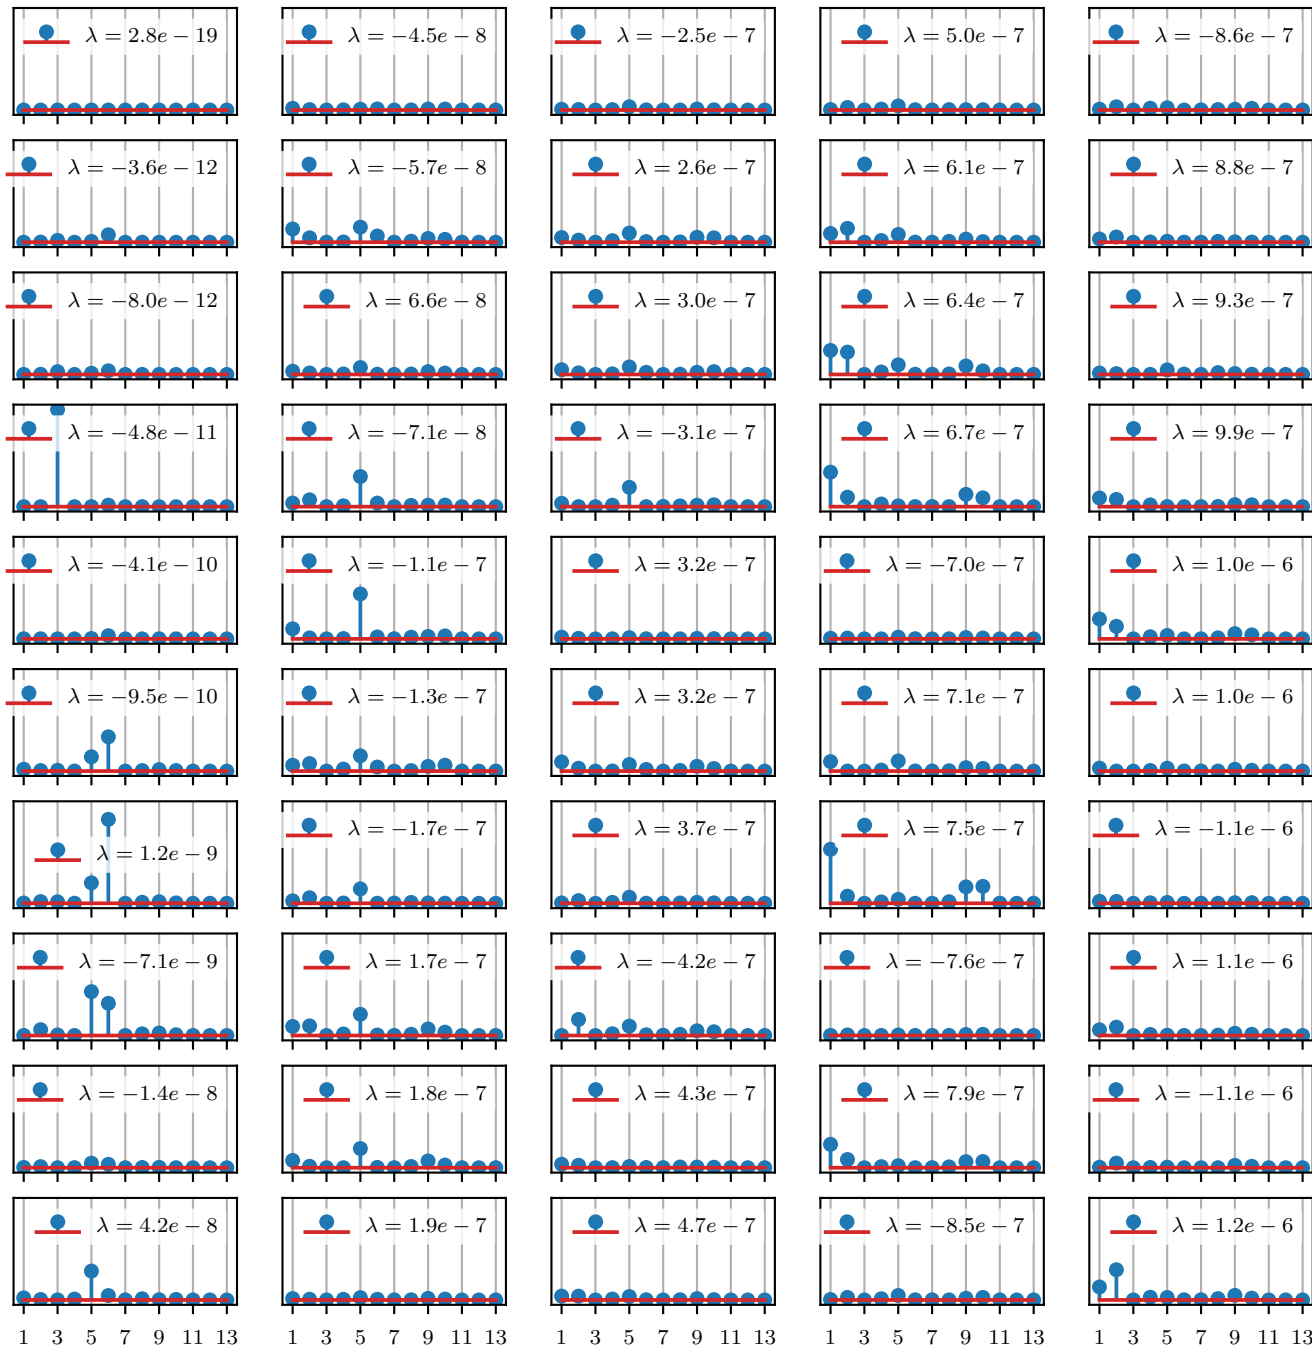 λ = 2.8e − 19 λ = −4.5e − 8 λ = −2.5e − 7 λ = 5.0e − 7 λ = −8.6e − 7
λ = −3.6e − 12 λ = −5.7e − 8 λ = 2.6e − 7 λ = 6.1e − 7 λ = 8.8e − 7
λ = −8.0e − 12 λ = 6.6e − 8 λ = 3.0e − 7 λ = 6.4e − 7 λ = 9.3e − 7
λ = −4.8e − 11 λ = −7.1e − 8 λ = −3.1e − 7 λ = 6.7e − 7 λ = 9.9e − 7
λ = −4.1e − 10 λ = −1.1e − 7 λ = 3.2e − 7 λ = −7.0e − 7 λ = 1.0e − 6
λ = −9.5e − 10 λ = −1.3e − 7 λ = 3.2e − 7 λ = 7.1e − 7 λ = 1.0e − 6
λ = 1.2e − 9 λ = −1.7e − 7 λ = 3.7e − 7 λ = 7.5e − 7 λ = −1.1e − 6
λ = −7.1e − 9 λ = 1.7e − 7 λ = −4.2e − 7 λ = −7.6e − 7 λ = 1.1e − 6
λ = −1.4e − 8 λ = 1.8e − 7 λ = 4.3e − 7 λ = 7.9e − 7 λ = −1.1e − 6
λ = 4.2e − 8 λ = 1.9e − 7 λ = 4.7e − 7 λ = −8.5e − 7 λ = 1.2e − 6
1 3 5 7 9 11 13 1 3 5 7 9 11 13 1 3 5 7 9 11 13 1 3 5 7 9 11 13 1 3 5 7 9 11 13